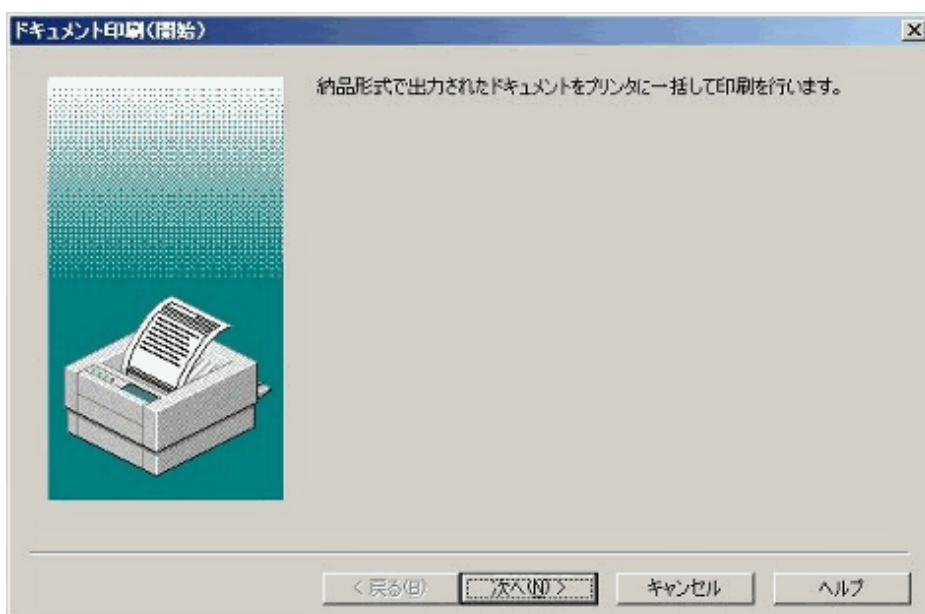 ドキュメント印刷(開始)
納品形式で出力されたドキュメントをプリンタに一括して印刷を行います。
< 戻る(B)
次へ(N) >
キャンセル
ヘルプ